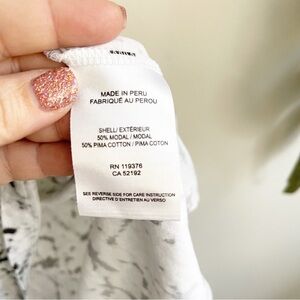 MADE IN PERU
FABRIQUÉ AU PEROU
SHELL/ EXTÉRIEUR
50% MODAL / MODAL
50% PIMA COTTON / PIMA COTON
RN 119376
CA 52192
SEE REVERSE SIDE FOR CARE INSTRUCTION
DIRECTIVE D'ENTRETIEN AU VERSO